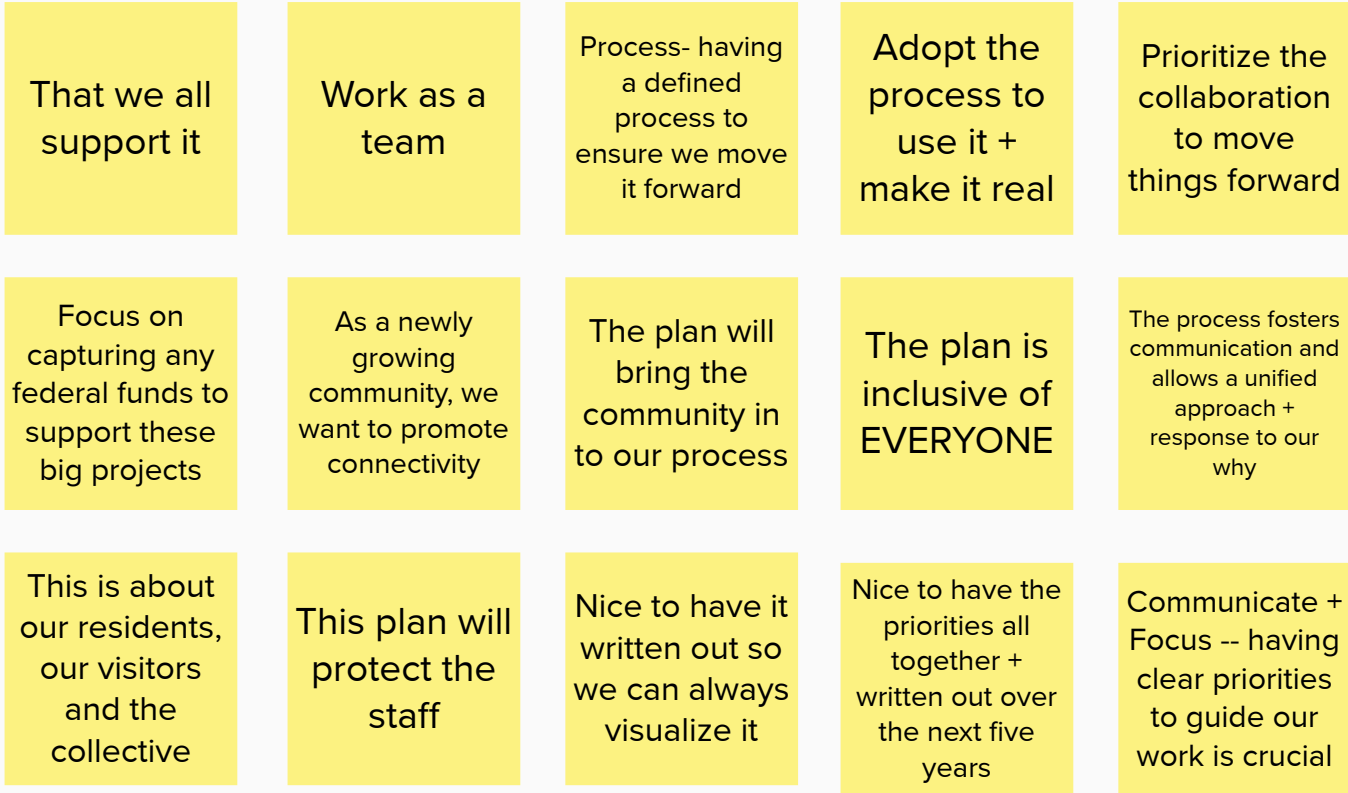 That we all
support it
Work as a
team
Process- having
a defined
process to
ensure we move
it forward
Adopt the
process to
use it +
make it real
Prioritize the
collaboration
to move
things forward
Focus on
capturing any
federal funds to
support these
big projects
As a newly
growing
community, we
want to promote
connectivity
The plan will
bring the
community in
to our process
The plan is
inclusive of
EVERYONE
The process fosters
communication and
allows a unified
approach +
response to our
why
This is about
our residents,
our visitors
and the
collective
This plan will
protect the
staff
Nice to have it
written out so
we can always
visualize it
Nice to have the
priorities all
together +
written out over
the next five
years
Communicate +
Focus -- having
clear priorities
to guide our
work is crucial